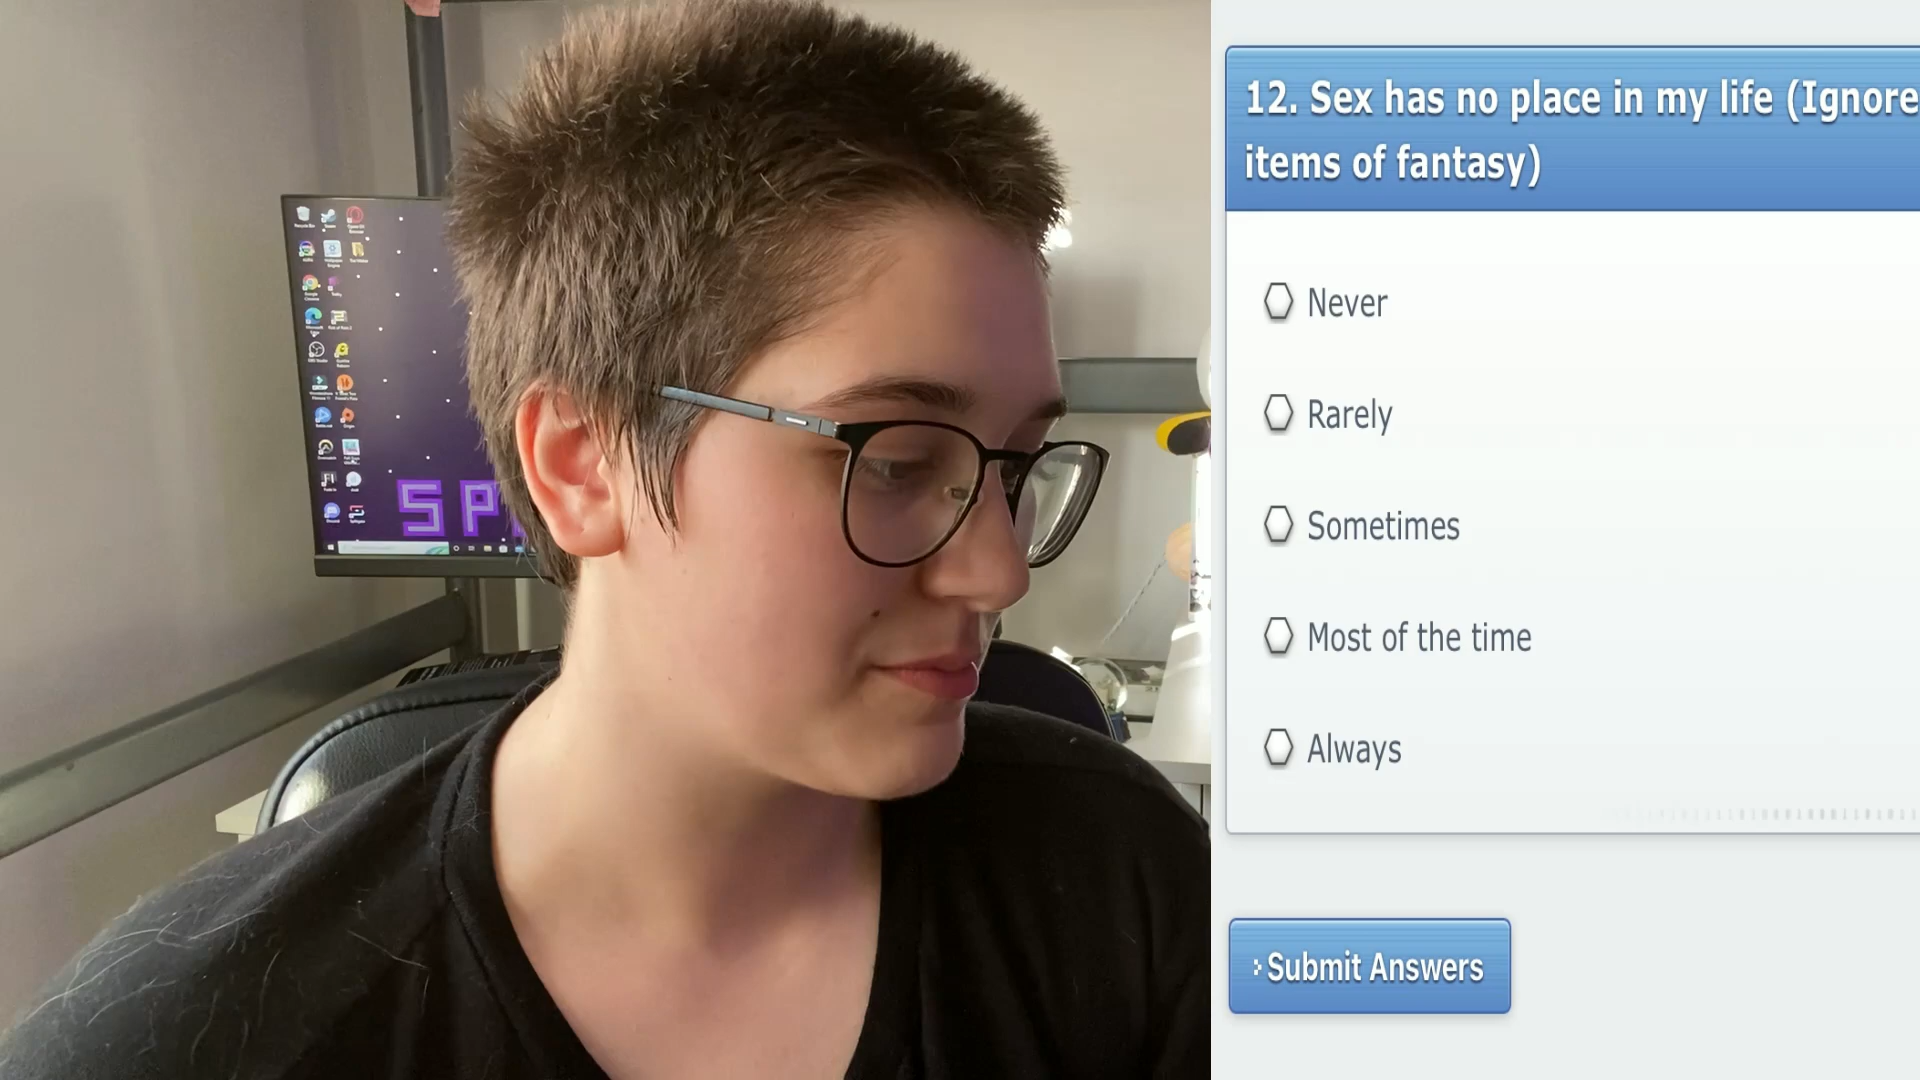 SP
12. Sex has no place in my life (Ignore
items of fantasy)
Never
Rarely
Sometimes
Most of the time
Always
Submit Answers